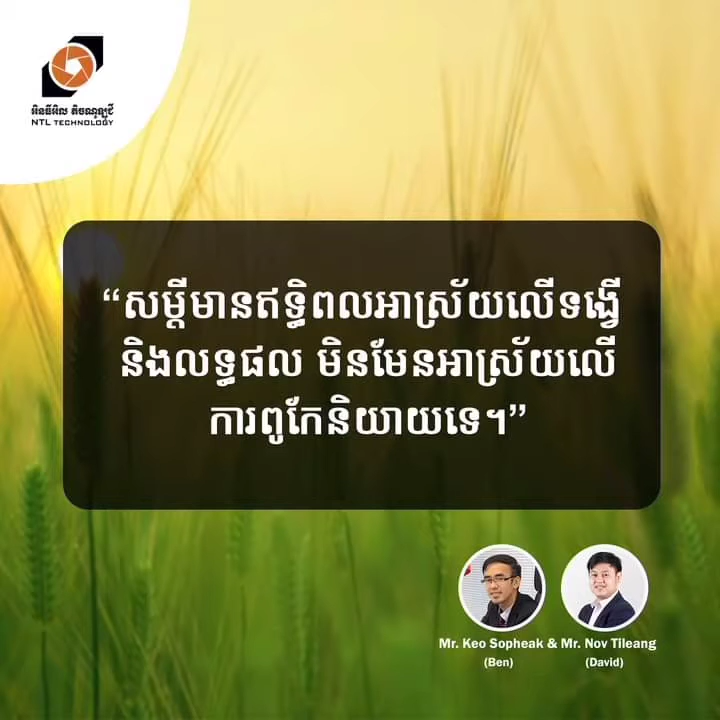 អិនធីអិល តិចណុឡូជី
NTL TECHNOLOGY
“សម្ដីមានឥទ្ធិពលអាស្រ័យលើទង្វើ
និងលទ្ធផល មិនមែនអាស្រ័យលើ
ការពូកែនិយាយទេ។”
Mr. Keo Sopheak & Mr. Nov Tileang
(Ben) (David)